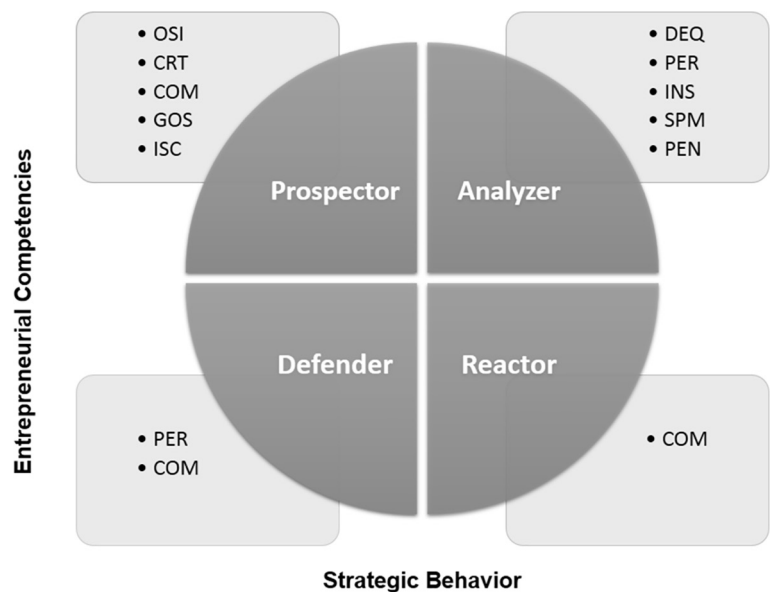 • OSI
• CRT
• COM
• GOS
• ISC
• DEQ
• PER
• INS
• SPM
• PEN
Prospector
Analyzer
Entrepreneurial Competencies
Defender
Reactor
• PER
• COM
• COM
Strategic Behavior